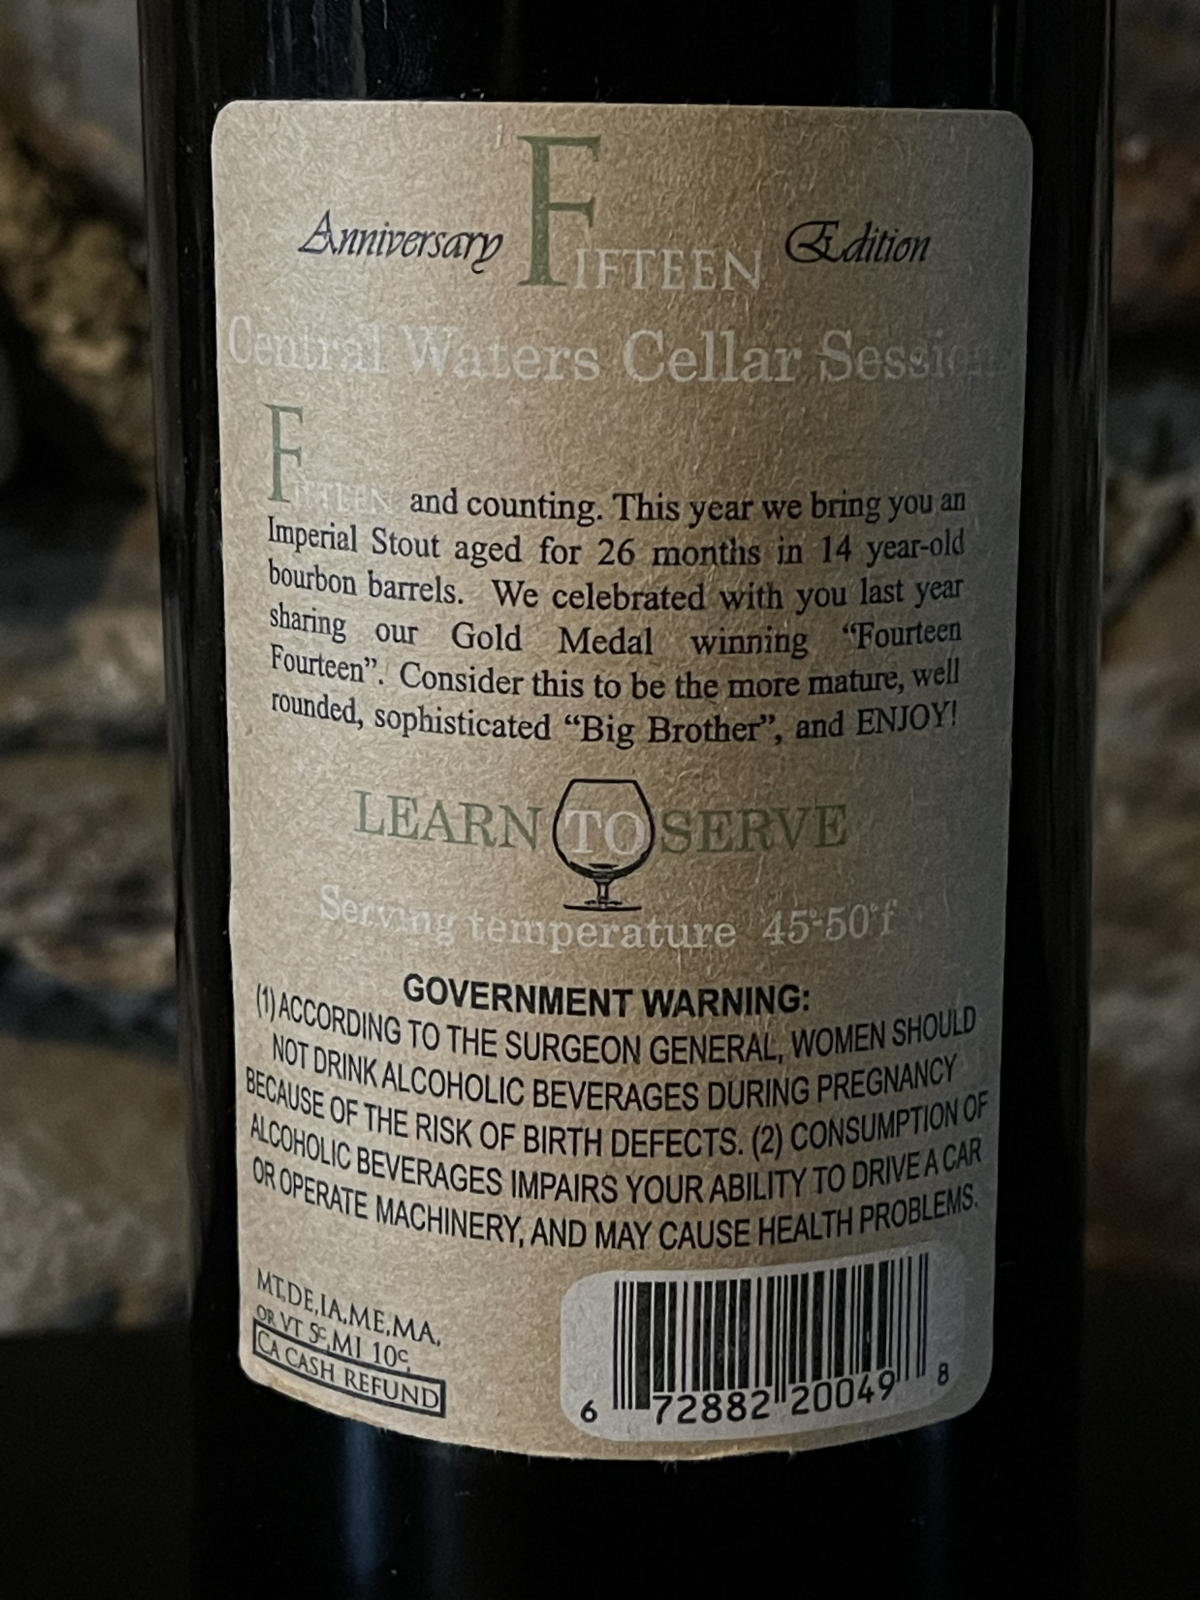 Anniversary FIFTEEN Edition
Central Waters Cellar Session
FIFTEEN and counting. This year we bring you an
Imperial Stout aged for 26 months in 14 year-old
bourbon barrels. We celebrated with you last year
sharing our Gold Medal winning “Fourteen
Fourteen”. Consider this to be the more mature, well
rounded, sophisticated “Big Brother”, and ENJOY!
LEARN TO SERVE
Serving temperature 45°-50°f
GOVERNMENT WARNING:
(1) ACCORDING TO THE SURGEON GENERAL, WOMEN SHOULD
NOT DRINK ALCOHOLIC BEVERAGES DURING PREGNANCY
BECAUSE OF THE RISK OF BIRTH DEFECTS. (2) CONSUMPTION OF
ALCOHOLIC BEVERAGES IMPAIRS YOUR ABILITY TO DRIVE A CAR
OR OPERATE MACHINERY, AND MAY CAUSE HEALTH PROBLEMS.
MT,DE,IA,ME,MA,
OR VT 5¢,MI 10¢,
CA CASH REFUND
6 72882 20049 8